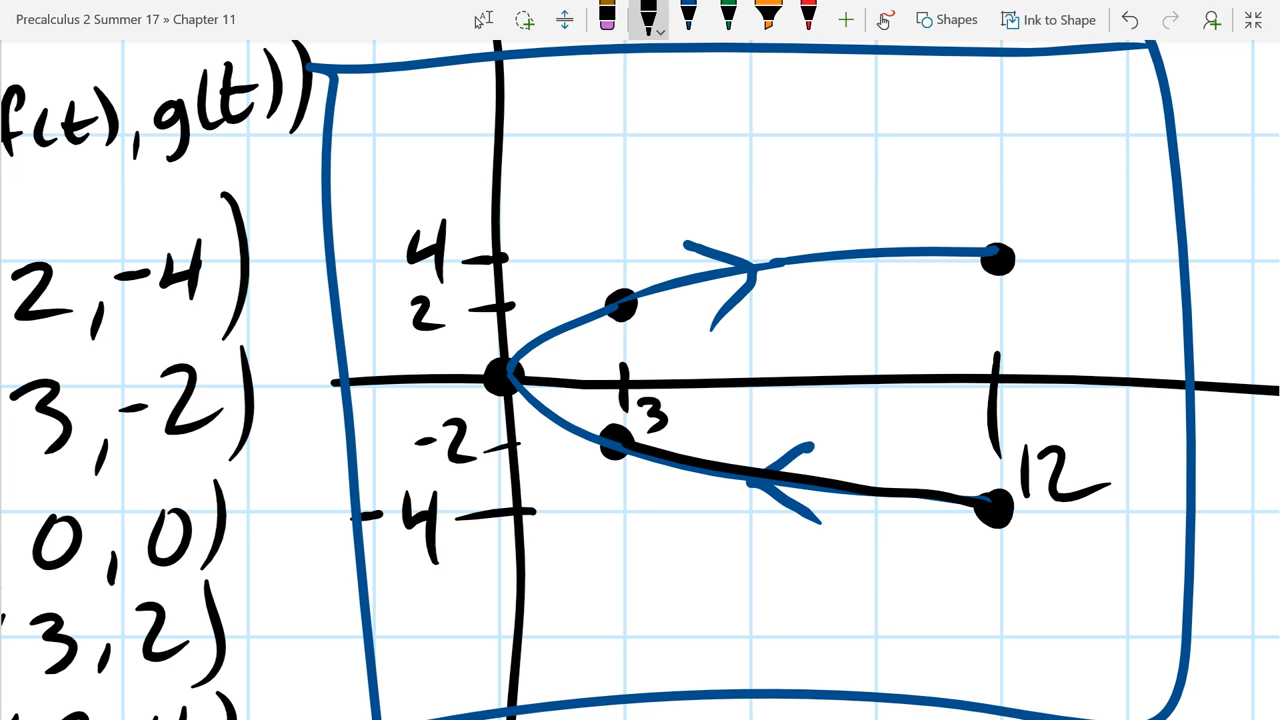 Precalculus 2 Summer 17 » Chapter 11
Shapes
Ink to Shape
f(t), g(t))
2, -4)
3, -2)
0, 0)
3, 2)
4
2
-2
-4
3
12